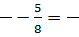 − − 5/8 = −